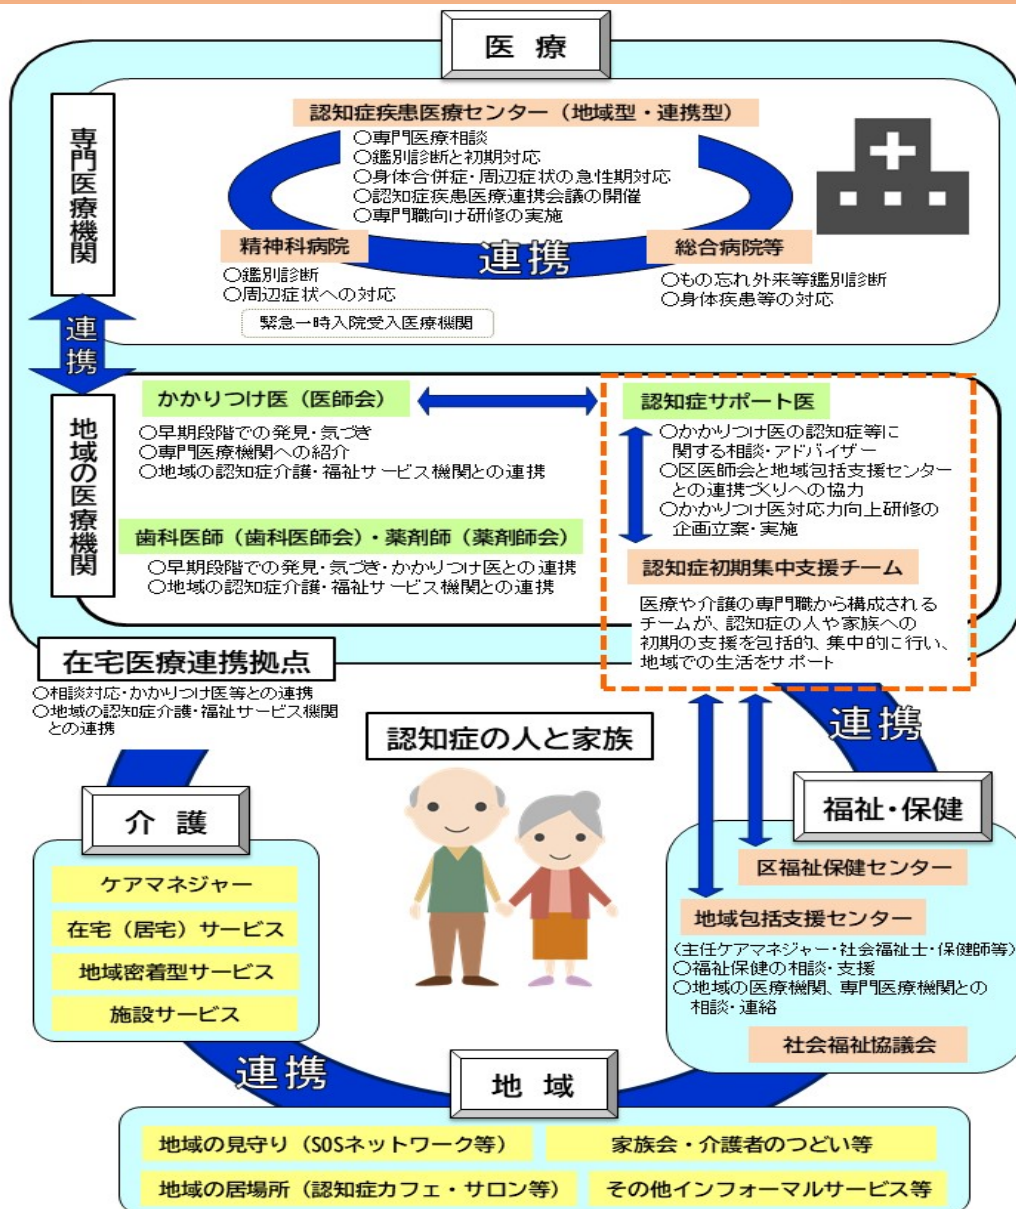 医 療
専門医療機関
認知症疾患医療センター（地域型・連携型）
○専門医療相談
○鑑別診断と初期対応
○身体合併症・周辺症状の急性期対応
○認知症疾患医療連携会議の開催
○専門職向け研修の実施
連携
精神科病院
○鑑別診断
○周辺症状への対応
緊急一時入院受入医療機関
総合病院等
○もの忘れ外来等鑑別診断
○身体疾患等の対応
連携
地域の医療機関
かかりつけ医（医師会）
○早期段階での発見・気づき
○専門医療機関への紹介
○地域の認知症介護・福祉サービス機関との連携
歯科医師（歯科医師会）・薬剤師（薬剤師会）
○早期段階での発見・気づき・かかりつけ医との連携
○地域の認知症介護・福祉サービス機関との連携
認知症サポート医
○かかりつけ医の認知症等に
関する相談・アドバイザー
○区医師会と地域包括支援センター
との連携づくりへの協力
○かかりつけ医対応力向上研修の
企画立案・実施
認知症初期集中支援チーム
医療や介護の専門職から構成される
チームが、認知症の人や家族への
初期の支援を包括的、集中的に行い、
地域での生活をサポート
在宅医療連携拠点
○相談対応・かかりつけ医等との連携
○地域の認知症介護・福祉サービス機関
との連携
連携
認知症の人と家族
介 護
ケアマネジャー
在宅（居宅）サービス
地域密着型サービス
施設サービス
福祉・保健
区福祉保健センター
地域包括支援センター
（主任ケアマネジャー・社会福祉士・保健師等）
○福祉保健の相談・支援
○地域の医療機関、専門医療機関との
相談・連絡
社会福祉協議会
連携
地 域
地域の見守り（SOSネットワーク等）
家族会・介護者のつどい等
地域の居場所（認知症カフェ・サロン等）
その他インフォーマルサービス等